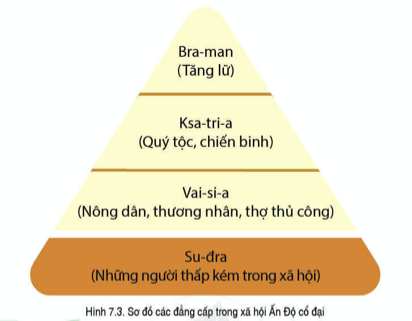 Bra-man
(Tăng lữ)
Ksa-tri-a
(Quý tộc, chiến binh)
Vai-si-a
(Nông dân, thương nhân, thợ thủ công)
Su-đra
(Những người thấp kém trong xã hội)
Hình 7.3. Sơ đồ các đẳng cấp trong xã hội Ấn Độ cổ đại